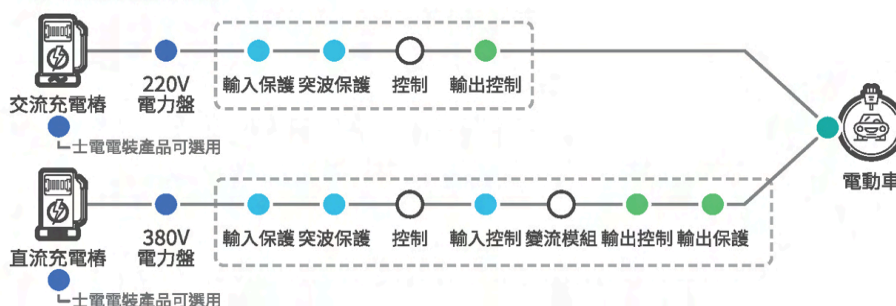 交流充電樁
220V
電力盤
輸入保護
突波保護
控制
輸出控制
士電電裝產品可選用
電動車
直流充電樁
380V
電力盤
輸入保護
突波保護
控制
輸入控制
變流模組
輸出控制
輸出保護
士電電裝產品可選用